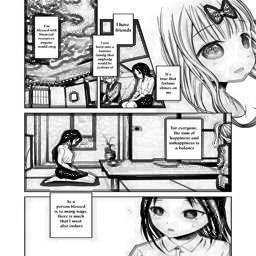 I have
friends
I'm
blessed with
financial
resources
anyone
would envy
I was
born into a
famous
family that
anybody
would be
jealous of
It's
true that
fortune
shines on
me
For everyone,
the sum of
happiness and
unhappiness is
a balance
As a
person blessed
in so many ways,
there is much
that I must
also endure